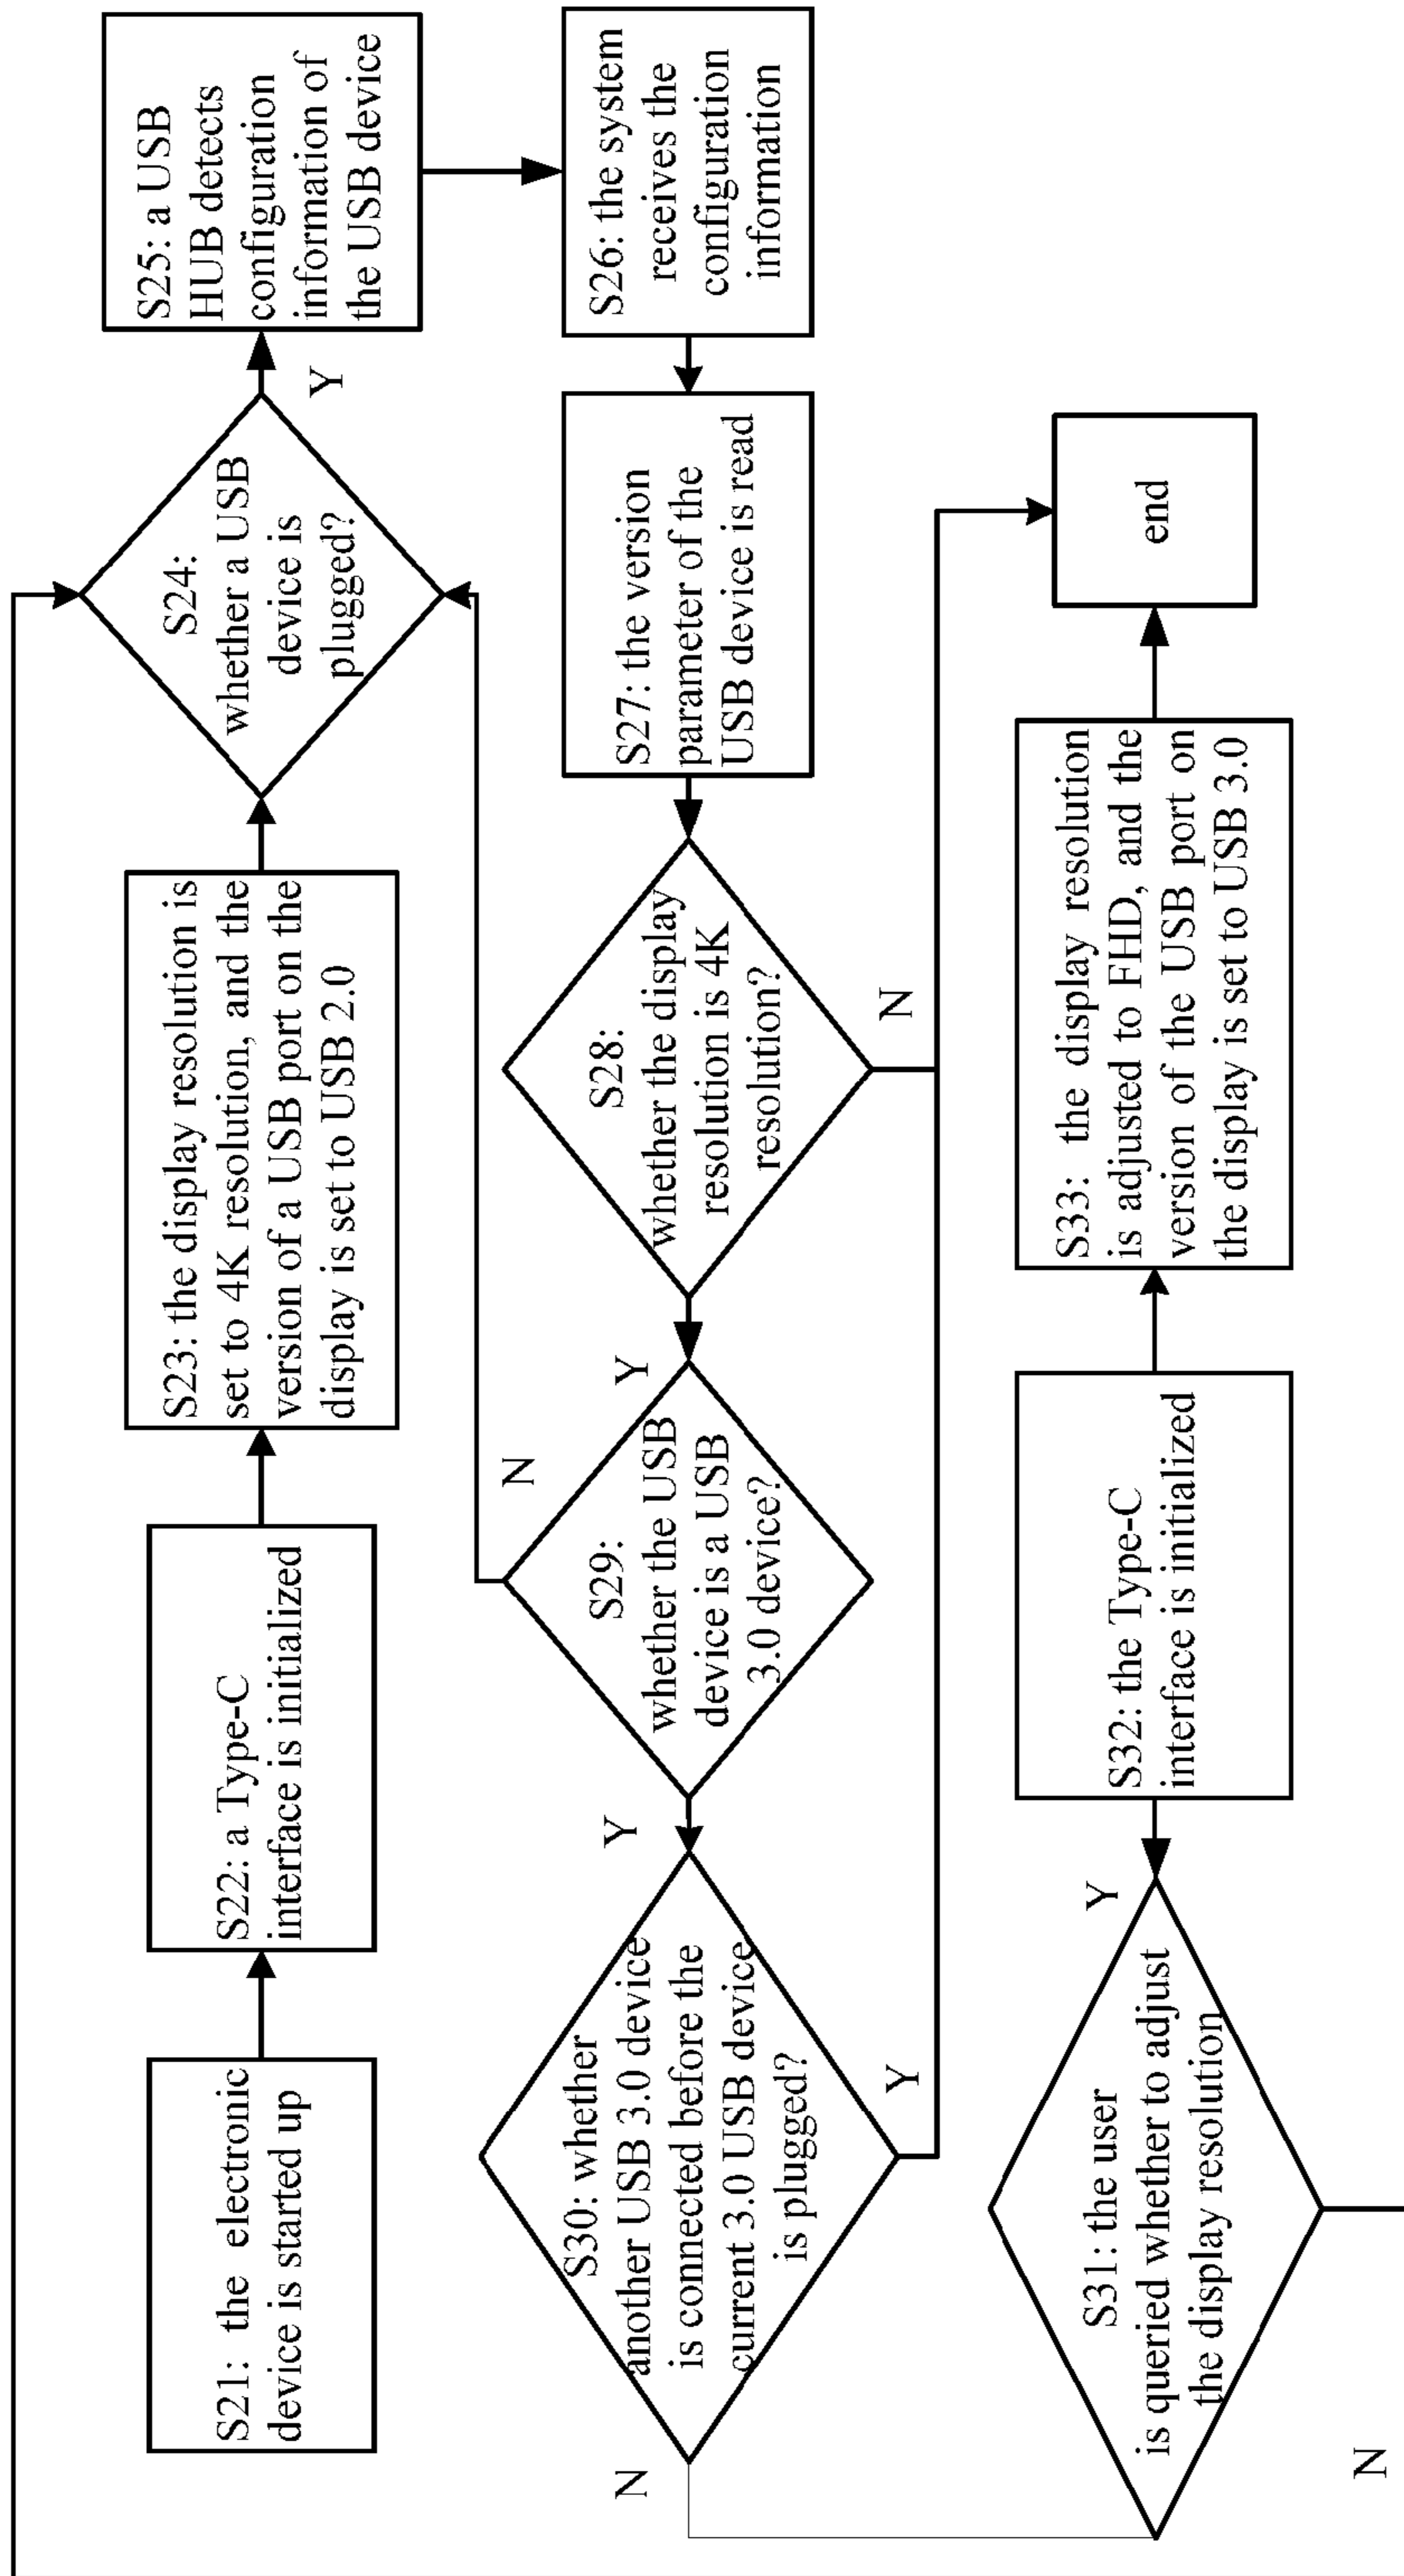 S21: the electronic
device is started up
S22: a Type-C
interface is initialized
S23: the display resolution is
set to 4K resolution, and the
version of a USB port on the
display is set to USB 2.0
S24:
whether a USB
device is
plugged?
Y
S25: a USB
HUB detects
configuration
information of
the USB device
S26: the system
receives the
configuration
information
S27: the version
parameter of the
USB device is read
S28:
whether the display
resolution is 4K
resolution?
N
Y
S29:
whether the USB
device is a USB
3.0 device?
N
Y
S30: whether
another USB 3.0 device
is connected before the
current 3.0 USB device
is plugged?
Y
N
S31: the user
is queried whether to adjust
the display resolution
Y
N
S32: the Type-C
interface is initialized
S33: the display resolution
is adjusted to FHD, and the
version of the USB port on
the display is set to USB 3.0
end